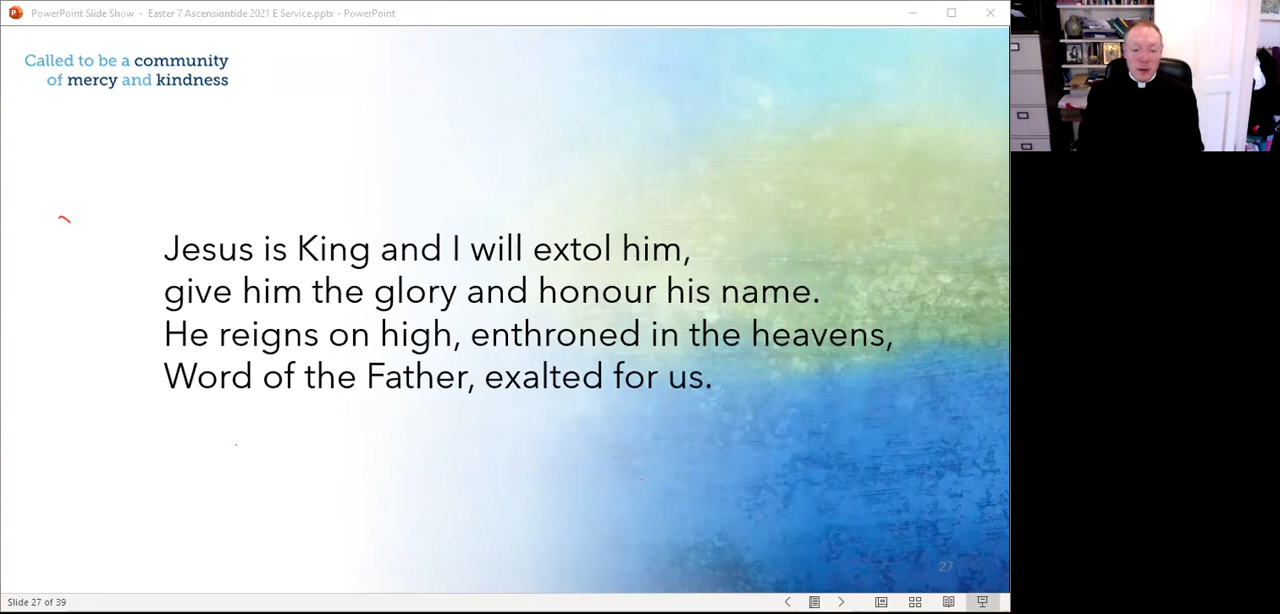 PowerPoint Slide Show - Easter 7 Ascensiontide 2021 E Service.pptx - PowerPoint
Called to be a community
of mercy and kindness
Jesus is King and I will extol him,
give him the glory and honour his name.
He reigns on high, enthroned in the heavens,
Word of the Father, exalted for us.
27
Slide 27 of 39